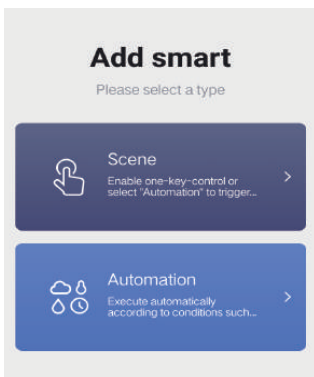 Add smart
Please select a type
Scene
Enable one-key-control or
select "Automation" to trigger...
Automation
Execute automatically
according to conditions such...